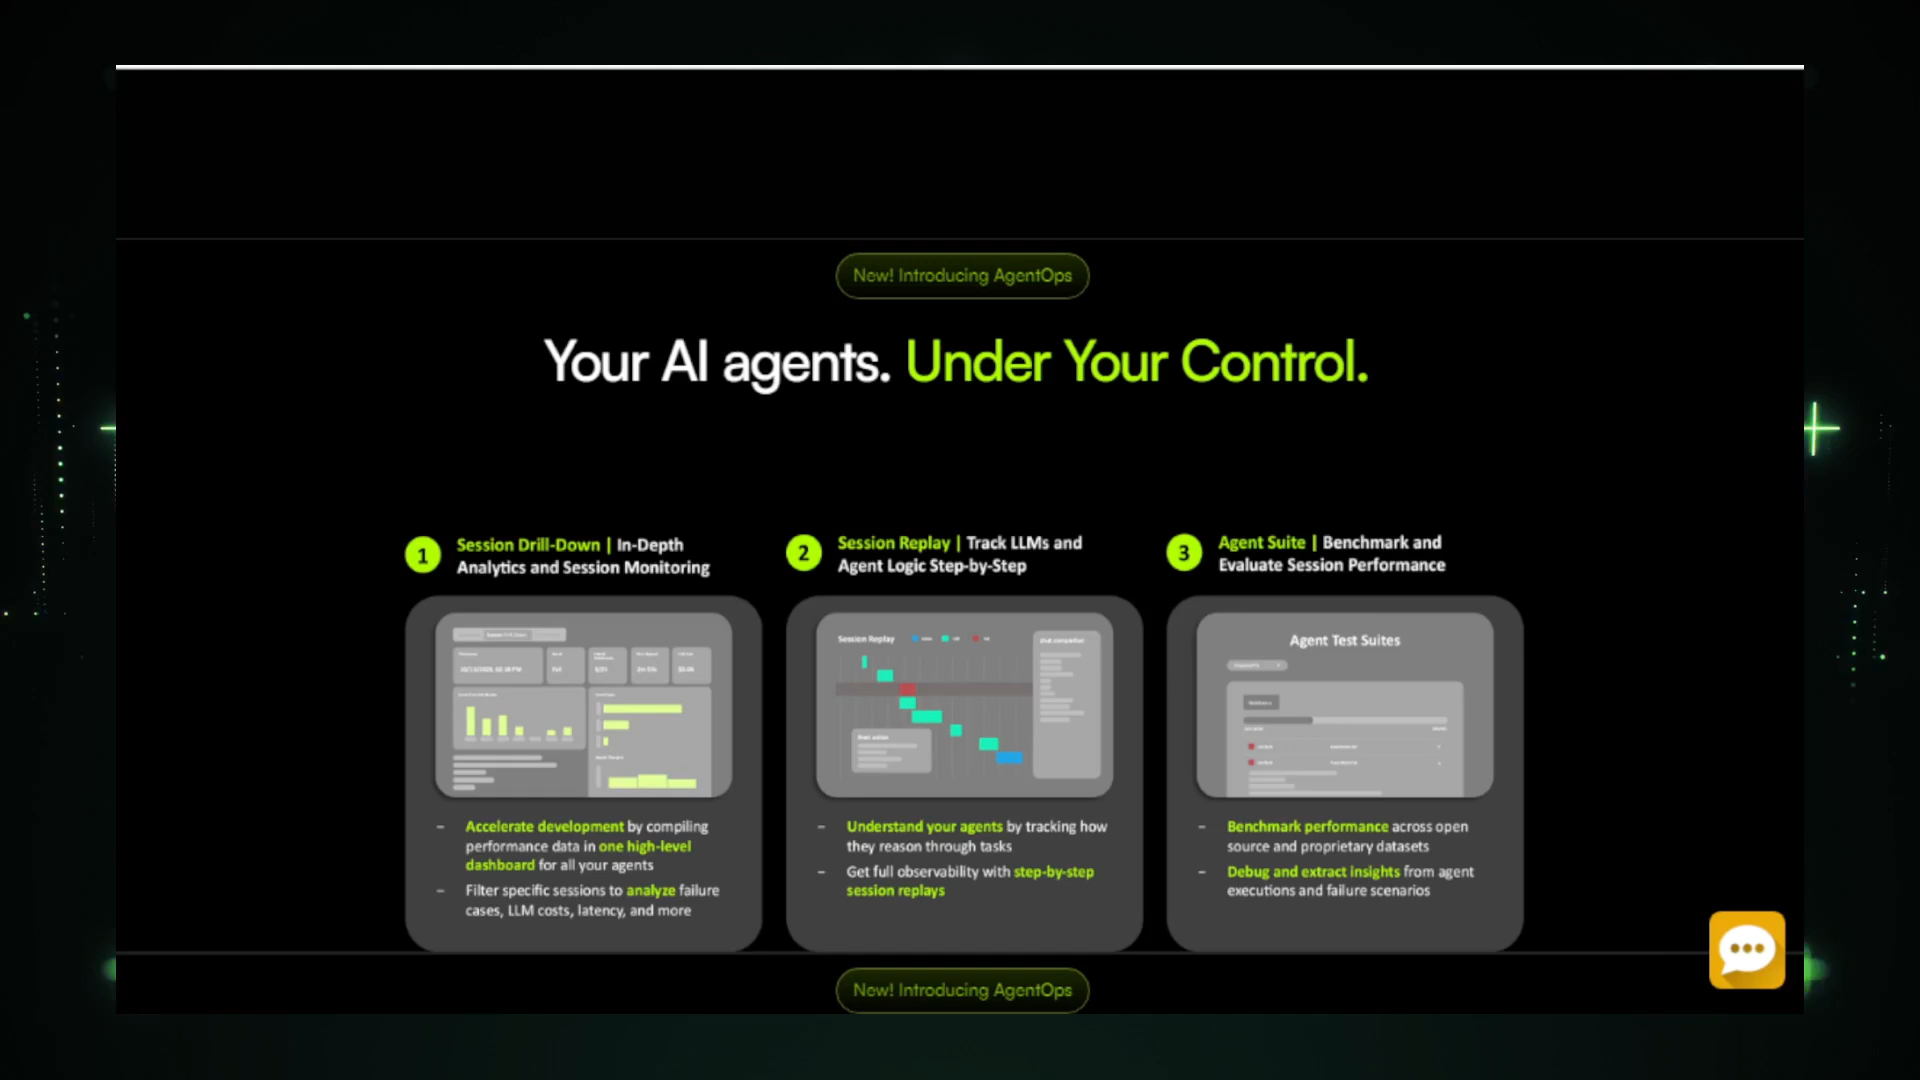 New! Introducing AgentOps
Your AI agents. Under Your Control.
1
Session Drill-Down | In-Depth
Analytics and Session Monitoring
– Accelerate development by compiling
performance data in one high-level
dashboard for all your agents
– Filter specific sessions to analyze failure
cases, LLM costs, latency, and more
2
Session Replay | Track LLMs and
Agent Logic Step-by-Step
Session Replay
chat.completion
– Understand your agents by tracking how
they reason through tasks
– Get full observability with step-by-step
session replays
3
Agent Suite | Benchmark and
Evaluate Session Performance
Agent Test Suites
– Benchmark performance across open
source and proprietary datasets
– Debug and extract insights from agent
executions and failure scenarios
New! Introducing AgentOps